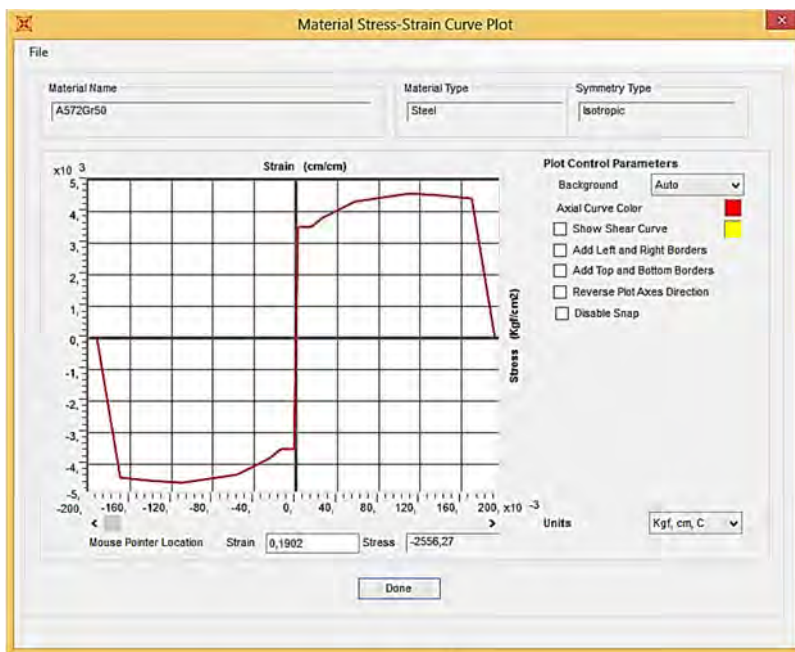 Material Stress-Strain Curve Plot
File
Material Name
A572Gr50
Material Type
Steel
Symmetry Type
Isotropic
x10 3
Strain (cm/cm)
5,
4,
3,
2,
1,
0,
-1,
-2,
-3,
-4,
-5,
Stress (Kgf/cm2)
-200, -160, -120, -80, -40, 0, 40, 80, 120, 160, 200, x10 -3
< >
Mouse Pointer Location Strain 0,1902 Stress -2556,27
Plot Control Parameters
Background Auto
Axial Curve Color
Show Shear Curve
Add Left and Right Borders
Add Top and Bottom Borders
Reverse Plot Axes Direction
Disable Snap
Units Kgf, cm, C
Done